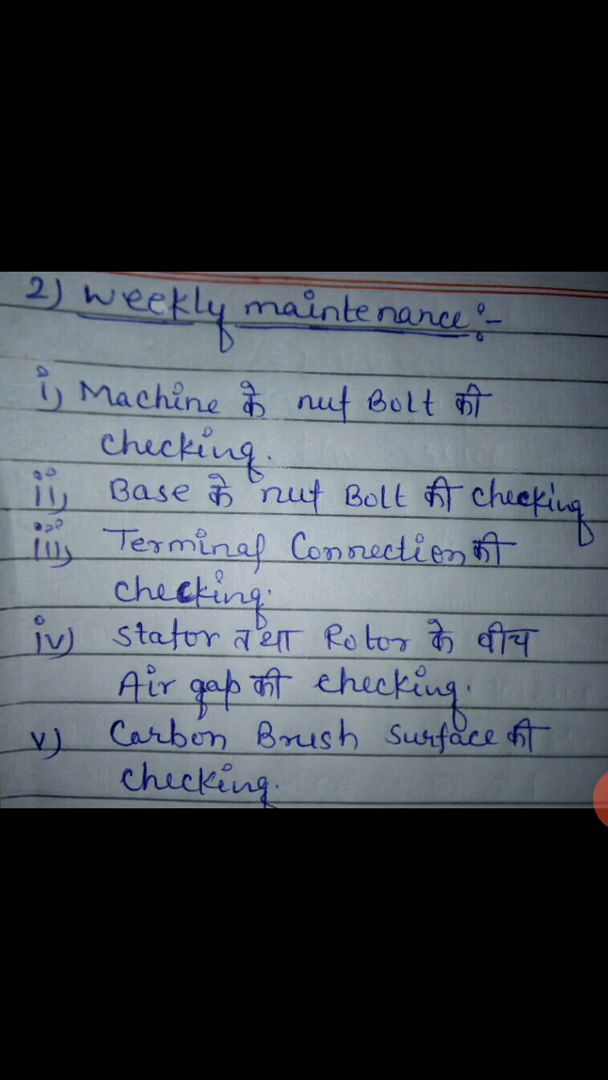 2) Weekly maintenance:-
i) Machine के nut Bolt की
checking.
ii) Base के nut Bolt की checking
iii) Terminal Connection की
checking.
iv) Stator तथा Rotor के बीच
Air gap की checking.
v) Carbon Brush Surface की
checking.